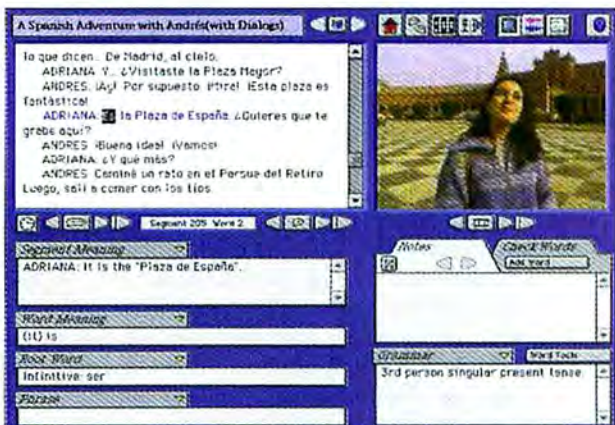 A Spanish Adventure with Andrés(with Dialogs)
lo que dicen... De Madrid, al cielo.
ADRIANA: Y... ¿Visitaste la Plaza Mayor?
ANDRES: ¡Ay! Por supuesto. ¡Mira! ¡Esta plaza es
fantástica!
ADRIANA: Es la Plaza de España. ¿Quieres que te
grabe aquí?
ANDRES: ¡Buena idea! ¡Vamos!
ADRIANA: ¿Y qué más?
ANDRES: Caminé un rato en el Parque del Retiro
Luego, salí a comer con los tíos.
Segment 205 Word 2
Segment Meaning
ADRIANA: It is the "Plaza de España".
Word Meaning
(it) is
Root Word
Infinitive: ser
Phrase
Notes
Check Words
Add Word
Grammar
Word Facts
3rd person singular present tense.